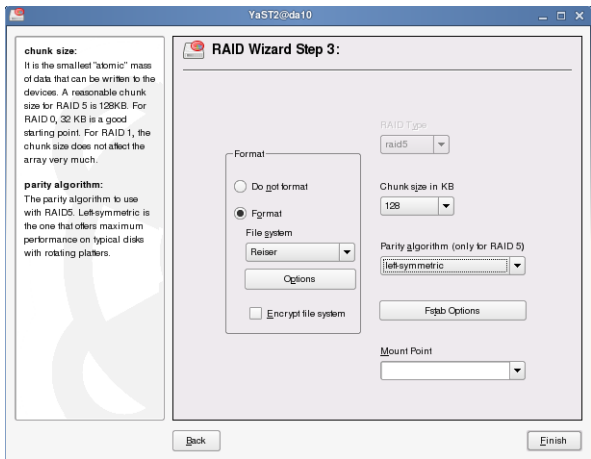 YaST2@da10
chunk size:
It is the smallest "atomic" mass
of data that can be written to the
devices. A reasonable chunk
size for RAID 5 is 128KB. For
RAID 0, 32 KB is a good
starting point. For RAID 1, the
chunk size does not affect the
array very much.
parity algorithm:
The parity algorithm to use
with RAID5. Left-symmetric is
the one that offers maximum
performance on typical disks
with rotating platters.
RAID Wizard Step 3:
Format
Do not format
Format
File system
Reiser
Options
Encrypt file system
RAID Type
raid5
Chunk size in KB
128
Parity algorithm (only for RAID 5)
left-symmetric
Fstab Options
Mount Point
Back
Finish